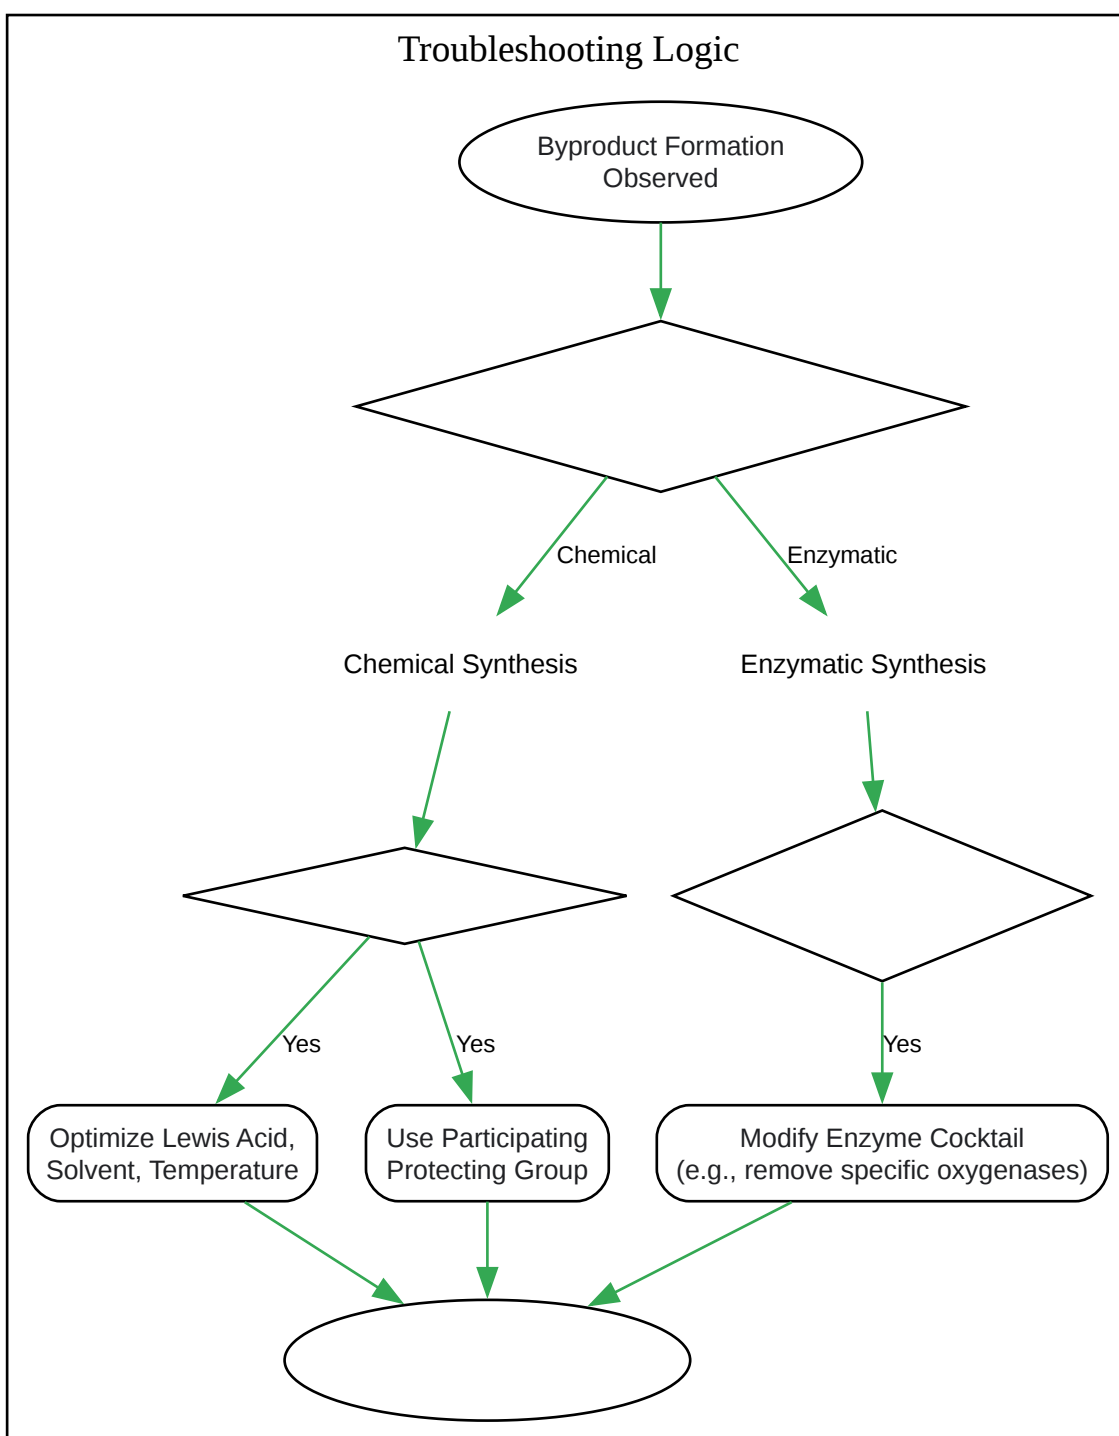 Troubleshooting Logic
Byproduct Formation
Observed
Chemical
Enzymatic
Chemical Synthesis
Enzymatic Synthesis
Yes
Yes
Yes
Optimize Lewis Acid,
Solvent, Temperature
Use Participating
Protecting Group
Modify Enzyme Cocktail
(e.g., remove specific oxygenases)